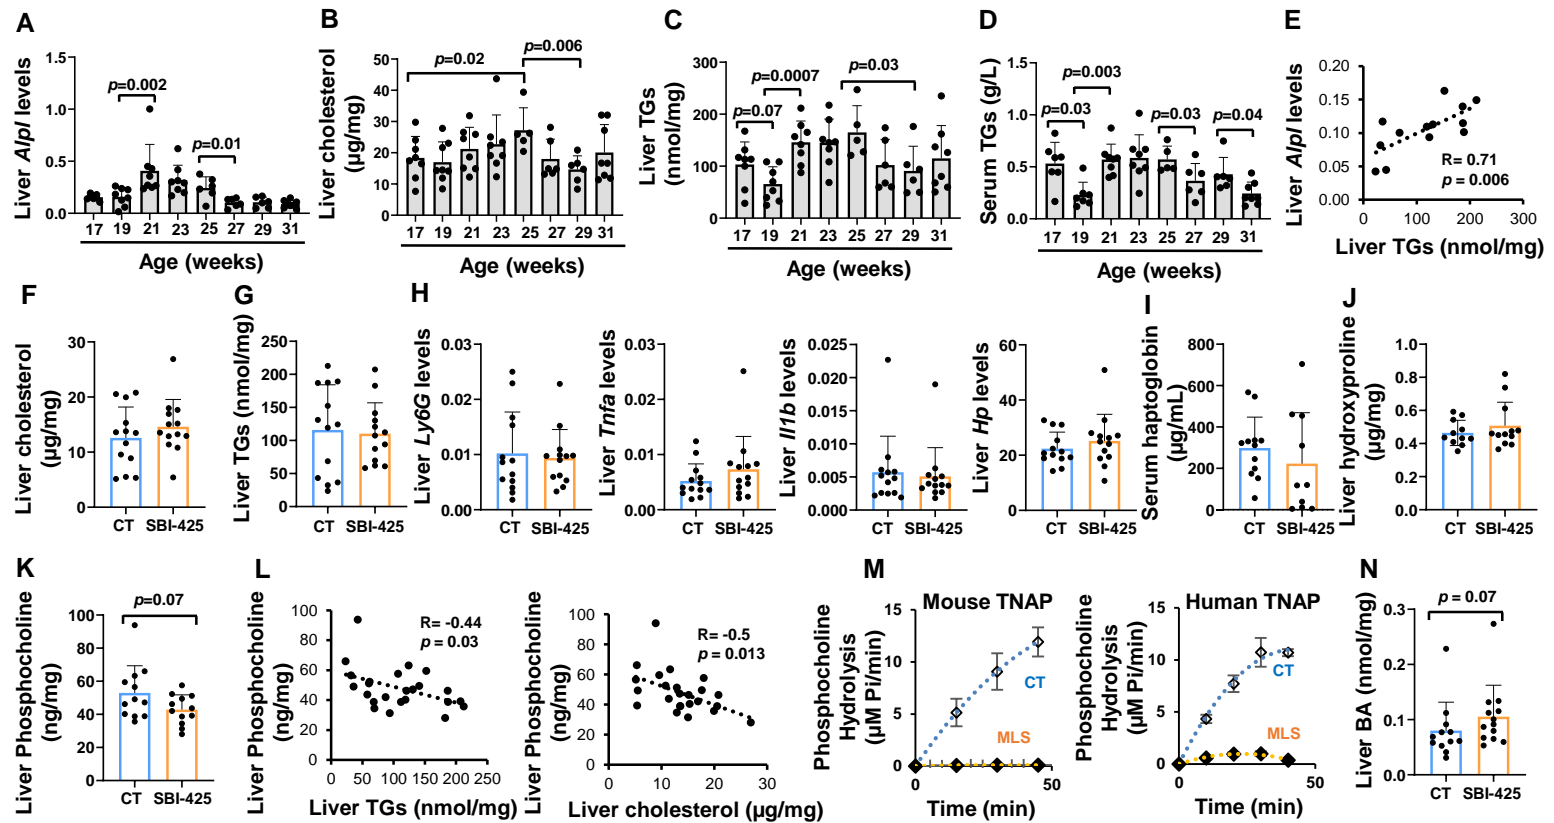 A
Liver Alpl levels
1.5
1.0
0.5
0.0
p=0.002
p=0.01
17 19 21 23 25 27 29 31
Age (weeks)
B
Liver cholesterol
(µg/mg)
50
40
30
20
10
0
p=0.02
p=0.006
17 19 21 23 25 27 29 31
Age (weeks)
C
Liver TGs
(nmol/mg)
300
200
100
0
p=0.07
p=0.0007
p=0.03
17 19 21 23 25 27 29 31
Age (weeks)
D
Serum TGs (g/L)
1.5
1.0
0.5
0.0
p=0.03
p=0.003
p=0.03
p=0.04
17 19 21 23 25 27 29 31
Age (weeks)
E
Liver Alpl levels
0.20
0.15
0.10
0.05
0.00
R= 0.71
p = 0.006
0 100 200 300
Liver TGs (nmol/mg)
F
Liver cholesterol
(µg/mg)
30
20
10
0
CT SBI-425
G
Liver TGs (nmol/mg)
250
200
150
100
50
0
CT SBI-425
H
Liver Ly6G levels
0.03
0.02
0.01
0.00
CT SBI-425
Liver Tnfa levels
0.03
0.02
0.01
0.00
CT SBI-425
Liver Il1b levels
0.025
0.020
0.015
0.010
0.005
0.000
CT SBI-425
Liver Hp levels
60
40
20
0
CT SBI-425
I
Serum haptoglobin
(µg/mL)
800
600
400
200
0
CT SBI-425
J
Liver hydroxyproline
(µg/mg)
1.0
0.8
0.6
0.4
0.2
0.0
CT SBI-425
K
Liver Phosphocholine
(ng/mg)
100
80
60
40
20
0
p=0.07
CT SBI-425
L
Liver Phosphocholine
(ng/mg)
100
80
60
40
20
0
R= -0.44
p = 0.03
0 50 100 150 200 250
Liver TGs (nmol/mg)
Liver Phosphocholine
(ng/mg)
100
80
60
40
20
0
R= -0.5
p = 0.013
0 10 20 30
Liver cholesterol (µg/mg)
M
Phosphocholine
Hydrolysis
(µM Pi/min)
Mouse TNAP
15
10
5
0
CT
MLS
0 50
Time (min)
Phosphocholine
Hydrolysis
(µM Pi/min)
Human TNAP
15
10
5
0
CT
MLS
0 50
Time (min)
N
Liver BA (nmol/mg)
0.3
0.2
0.1
0.0
p = 0.07
CT SBI-425